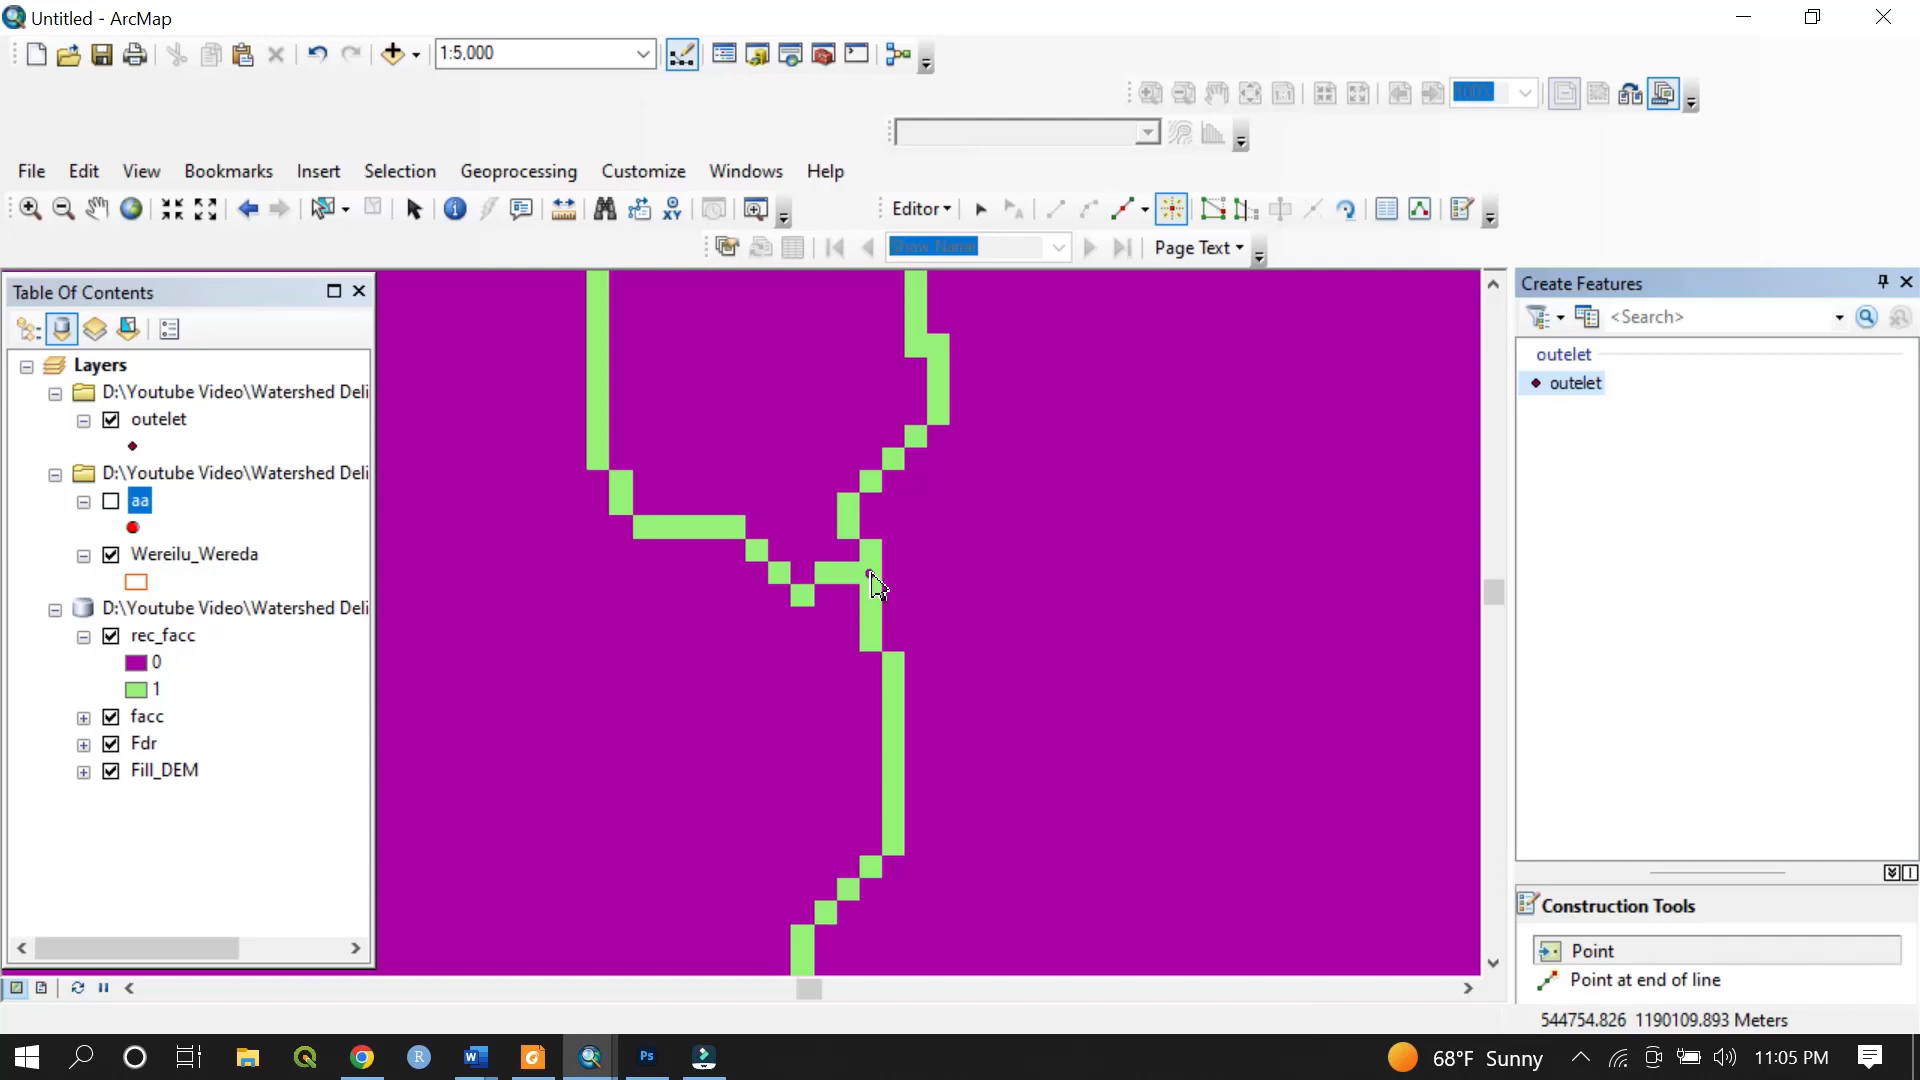 Untitled - ArcMap
1:5,000
100%
File Edit View Bookmarks Insert Selection Geoprocessing Customize Windows Help
Editor
Show Name
Page Text
Table Of Contents
Layers
D:\Youtube Video\Watershed Deli
outelet
D:\Youtube Video\Watershed Deli
aa
Wereilu_Wereda
D:\Youtube Video\Watershed Deli
rec_facc
0
1
facc
Fdr
Fill_DEM
Create Features
<Search>
outelet
outelet
Construction Tools
Point
Point at end of line
544754.826 1190109.893 Meters
68°F Sunny
11:05 PM